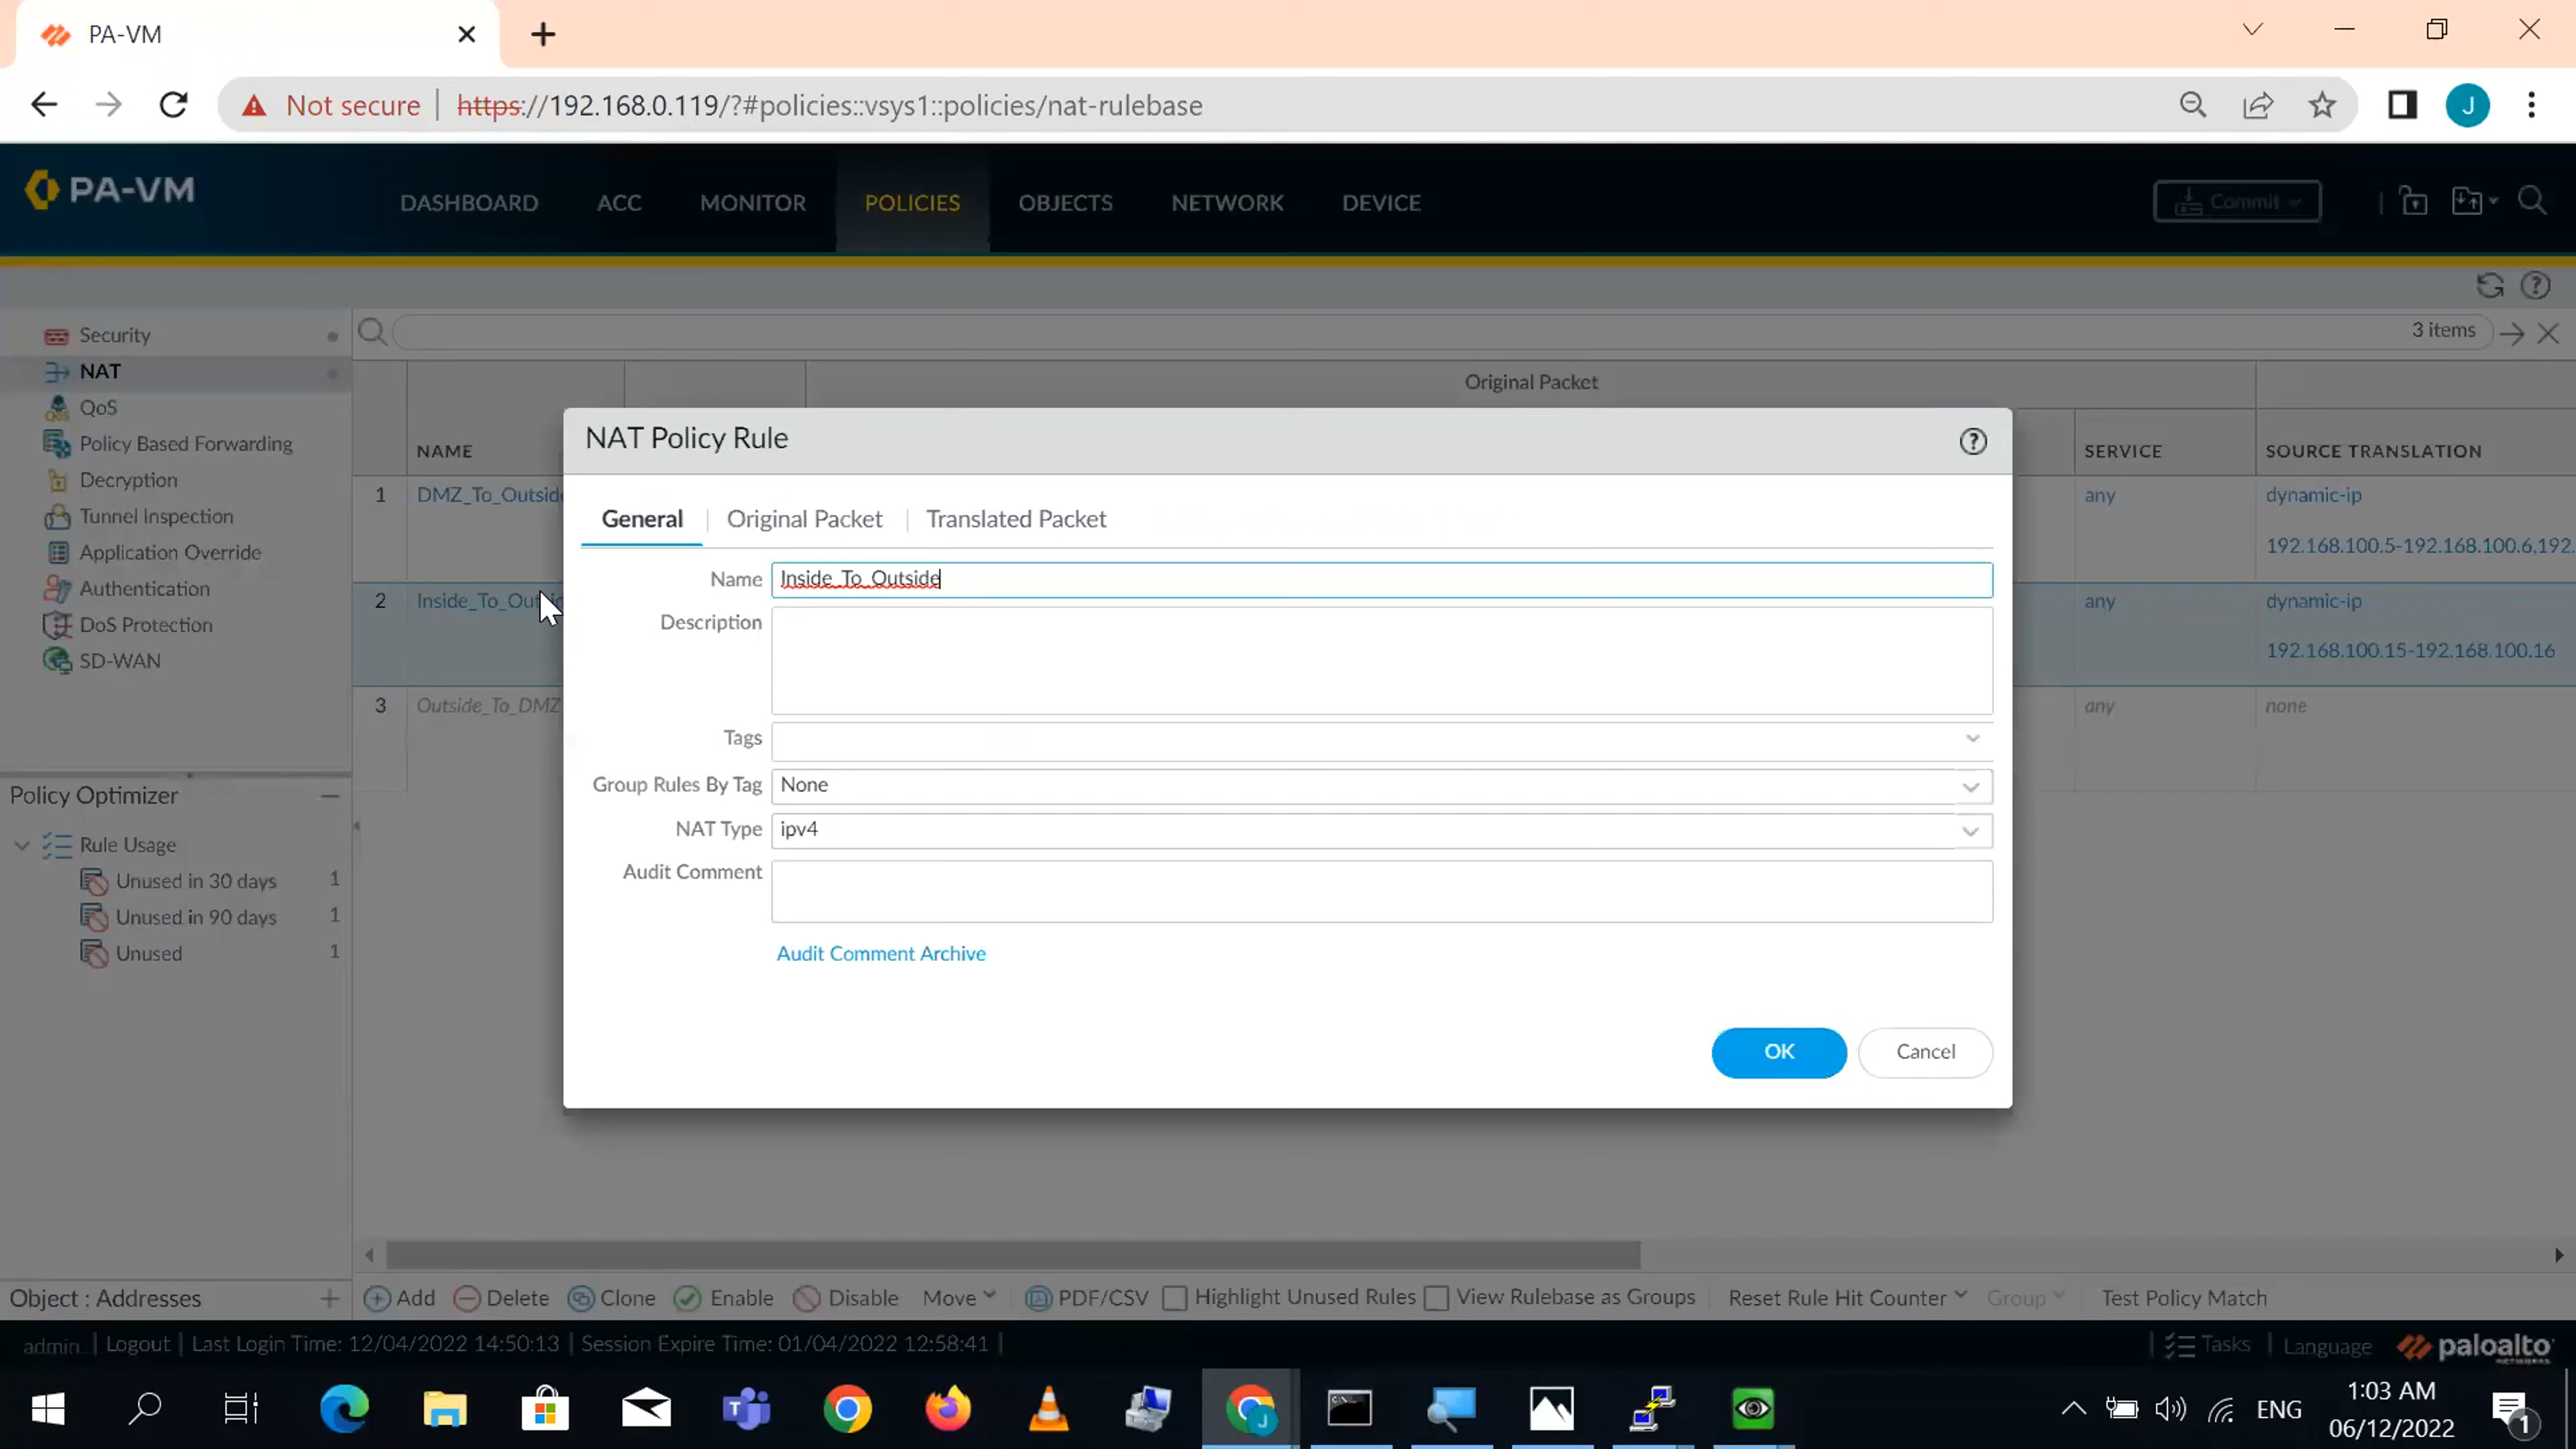 PA-VM
Not secure | https://192.168.0.119/?#policies::vsys1::policies/nat-rulebase
J
PA-VM
DASHBOARD ACC MONITOR POLICIES OBJECTS NETWORK DEVICE
Commit
Security
3 items
NAT
Original Packet
QoS
Policy Based Forwarding
NAT Policy Rule
NAME
SERVICE SOURCE TRANSLATION
Decryption
1 DMZ_To_Outside any dynamic-ip
Tunnel Inspection
General | Original Packet | Translated Packet
192.168.100.5-192.168.100.6,192.
Application Override
Name Inside_To_Outside
Authentication
2 Inside_To_Out any dynamic-ip
Description
DoS Protection
192.168.100.15-192.168.100.16
SD-WAN
3 Outside_To_DMZ any none
Tags
Group Rules By Tag None
Policy Optimizer
NAT Type ipv4
Rule Usage
Audit Comment
Unused in 30 days 1
Unused in 90 days 1
Unused 1
Audit Comment Archive
OK Cancel
Object : Addresses
Add Delete Clone Enable Disable Move PDF/CSV Highlight Unused Rules View Rulebase as Groups Reset Rule Hit Counter Group Test Policy Match
admin | Logout | Last Login Time: 12/04/2022 14:50:13 | Session Expire Time: 01/04/2022 12:58:41 |
Tasks | Language paloalto
NETWORKS
ENG
1:03 AM
06/12/2022
1